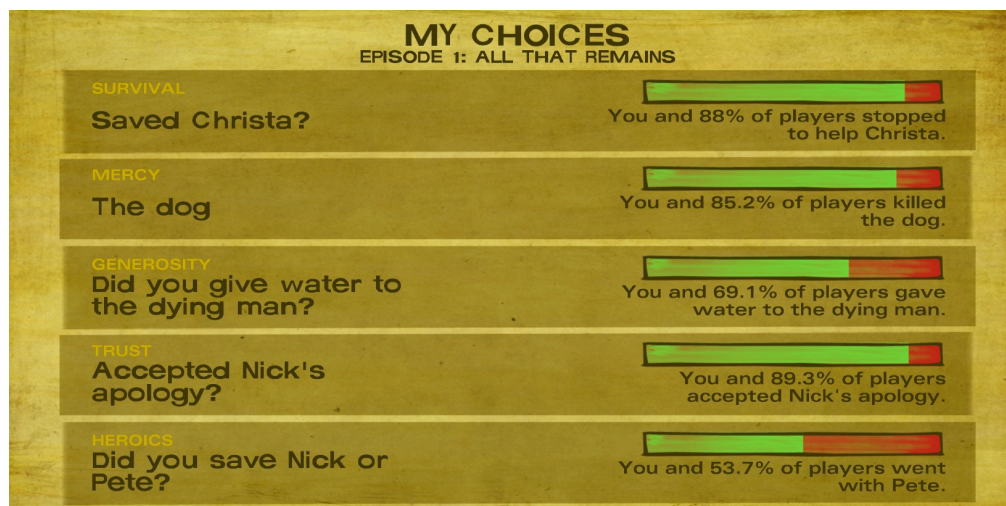 MY CHOICES
EPISODE 1: ALL THAT REMAINS
SURVIVAL
Saved Christa?
You and 88% of players stopped
to help Christa.
MERCY
The dog
You and 85.2% of players killed
the dog.
GENEROSITY
Did you give water to
the dying man?
You and 69.1% of players gave
water to the dying man.
TRUST
Accepted Nick's
apology?
You and 89.3% of players
accepted Nick's apology.
HEROICS
Did you save Nick or
Pete?
You and 53.7% of players went
with Pete.